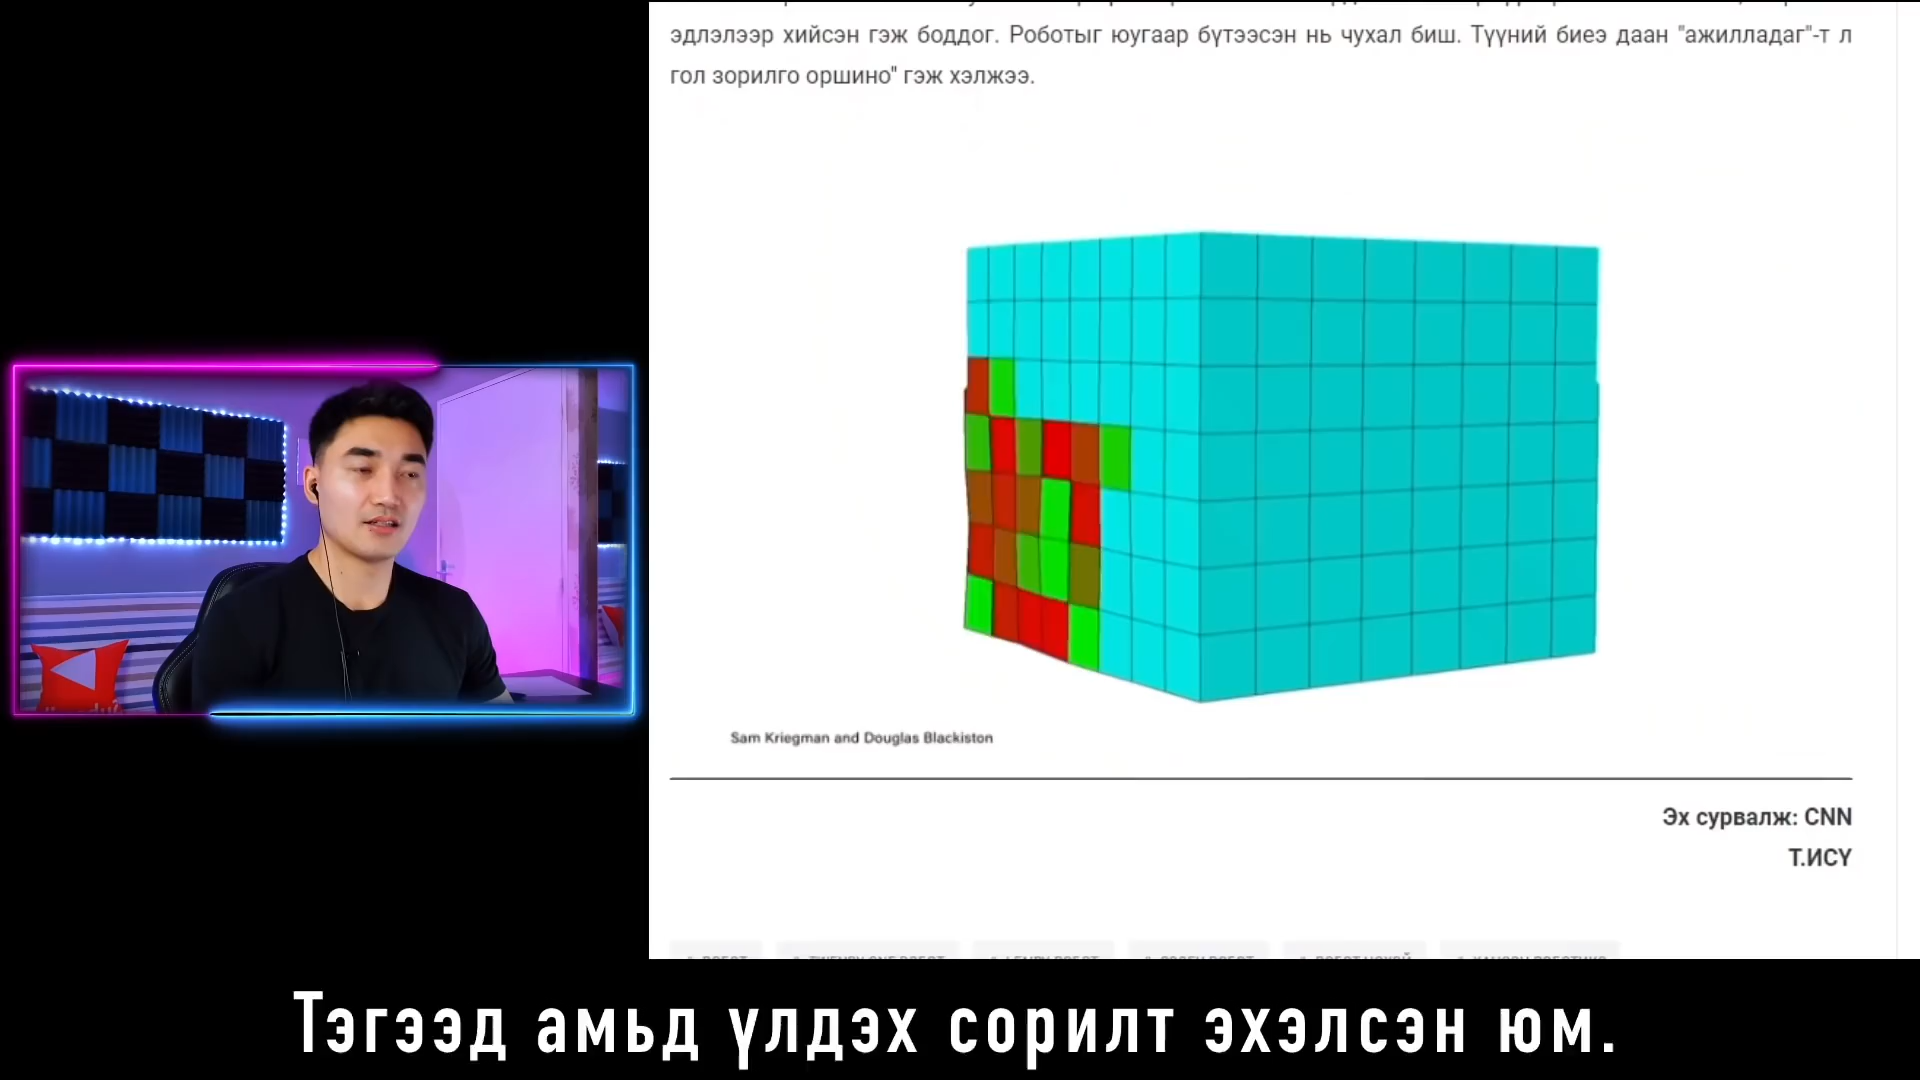 эдлэлээр хийсэн гэж боддог. Роботыг юугаар бүтээсэн нь чухал биш. Түүний биеэ даан "ажилладаг"-т л
гол зорилго оршино" гэж хэлжээ.
Sam Kriegman and Douglas Blackiston
Эх сурвалж: CNN
Т.ИСҮ
Тэгээд амьд үлдэх сорилт эхэлсэн юм.